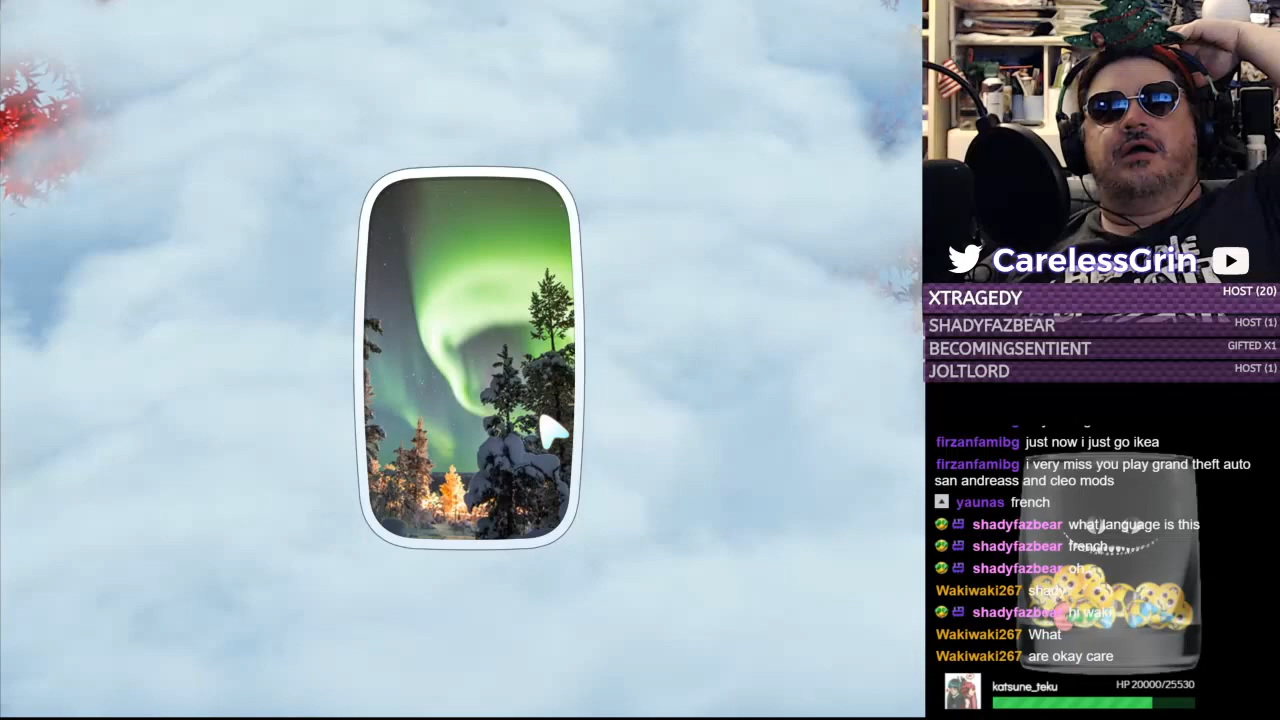 CarelessGrin
XTRAGEDY HOST (20)
SHADYFAZBEAR HOST (1)
BECOMINGSENTIENT GIFTED X1
JOLTLORD HOST (1)
firzanfamibg just now i just go ikea
firzanfamibg i very miss you play grand theft auto
san andreass and cleo mods
yaunas french
shadyfazbear what language is this
shadyfazbear french
shadyfazbear oh
Wakiwaki267 shady
shadyfazbear hi waki
Wakiwaki267 What
Wakiwaki267 are okay care
katsune_teku HP 20000/25530